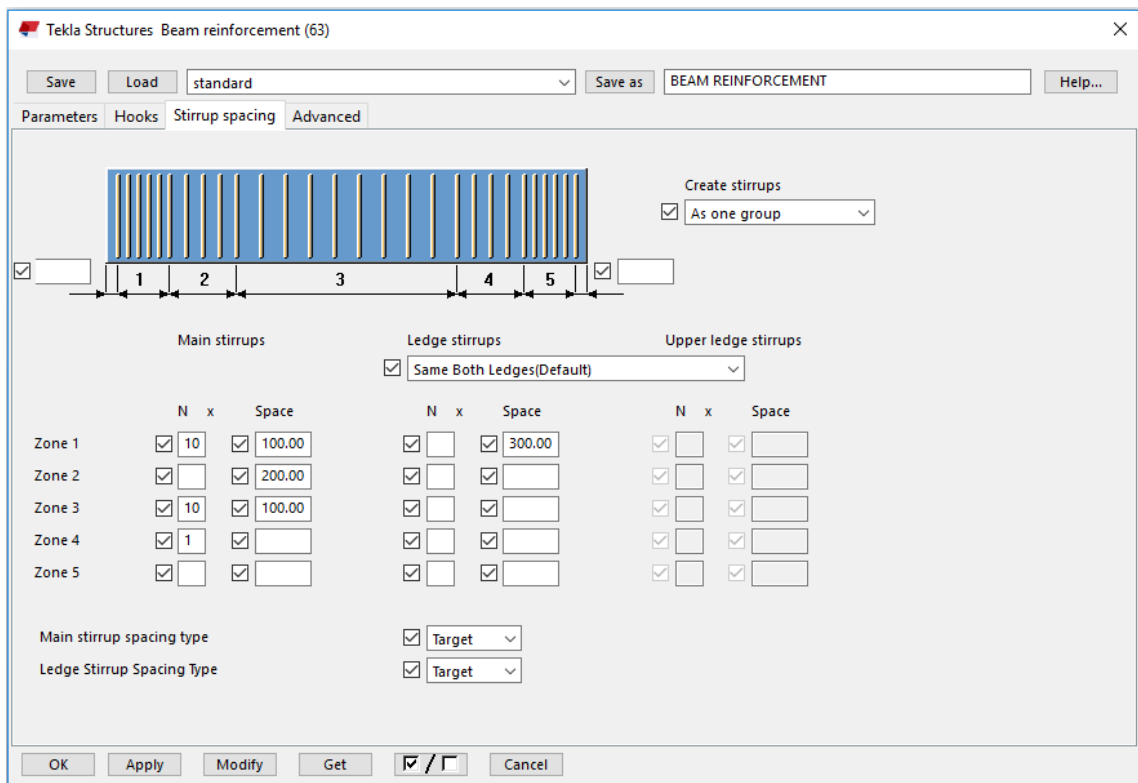 Tekla Structures Beam reinforcement (63)
Save Load standard Save as BEAM REINFORCEMENT Help...
Parameters Hooks Stirrup spacing Advanced
Create stirrups
As one group
1 2 3 4 5
Main stirrups Ledge stirrups Upper ledge stirrups
Same Both Ledges(Default)
N x Space N x Space N x Space
Zone 1 10 100.00 300.00
Zone 2 200.00
Zone 3 10 100.00
Zone 4 1
Zone 5
Main stirrup spacing type Target
Ledge Stirrup Spacing Type Target
OK Apply Modify Get / Cancel